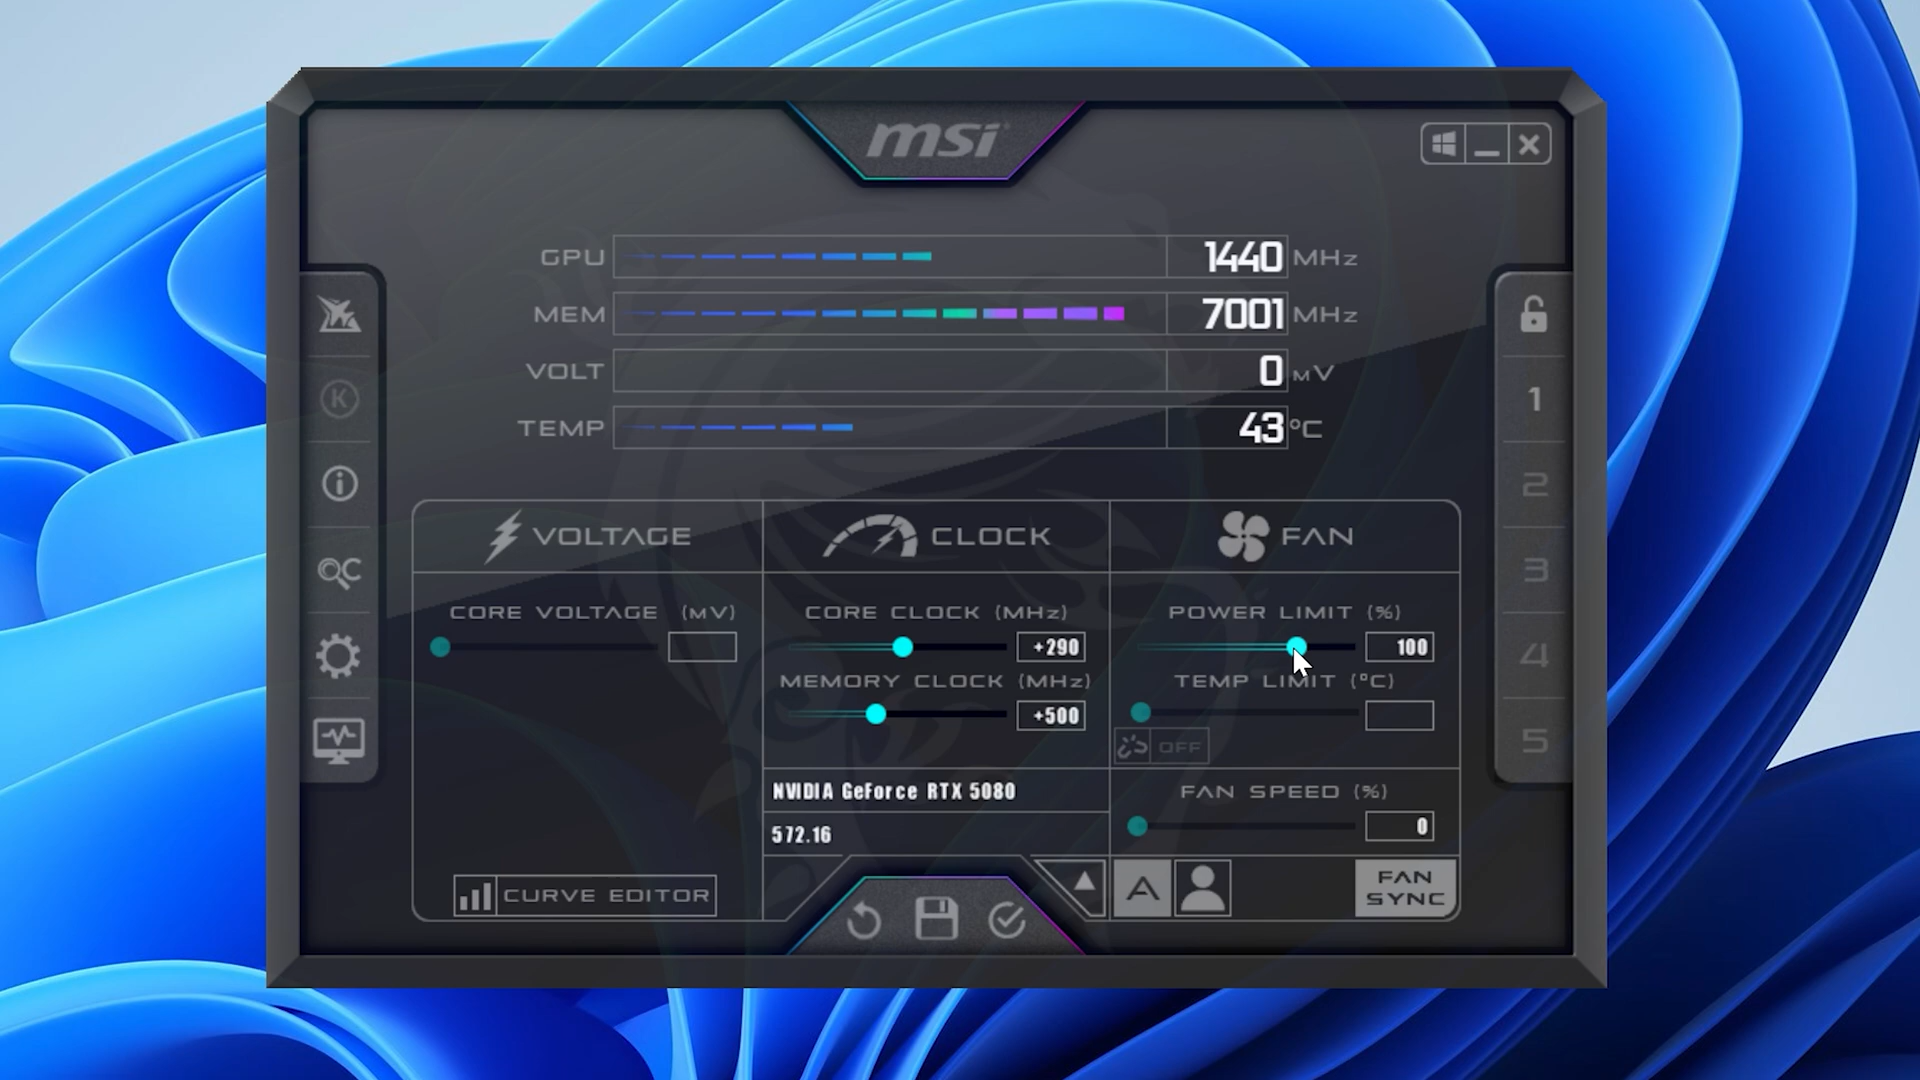 msi
GPU 1440 MHz
MEM 7001 MHz
VOLT 0 mV
TEMP 43 °C
K
OC
1
2
3
4
5
VOLTAGE
CORE VOLTAGE (MV)
CURVE EDITOR
CLOCK
CORE CLOCK (MHz)
+290
MEMORY CLOCK (MHz)
+500
NVIDIA GeForce RTX 5080
572.16
FAN
POWER LIMIT (%)
100
TEMP LIMIT (°C)
OFF
FAN SPEED (%)
0
A
FAN
SYNC